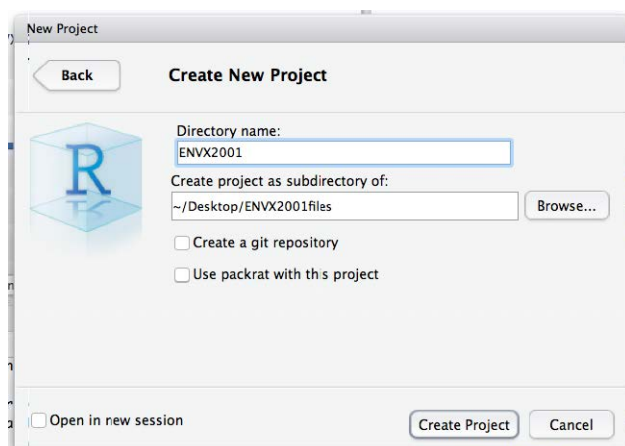 New Project
Back
Create New Project
Directory name:
ENVX2001
Create project as subdirectory of:
~/Desktop/ENVX2001files
Browse...
Create a git repository
Use packrat with this project
Open in new session
Create Project
Cancel
R